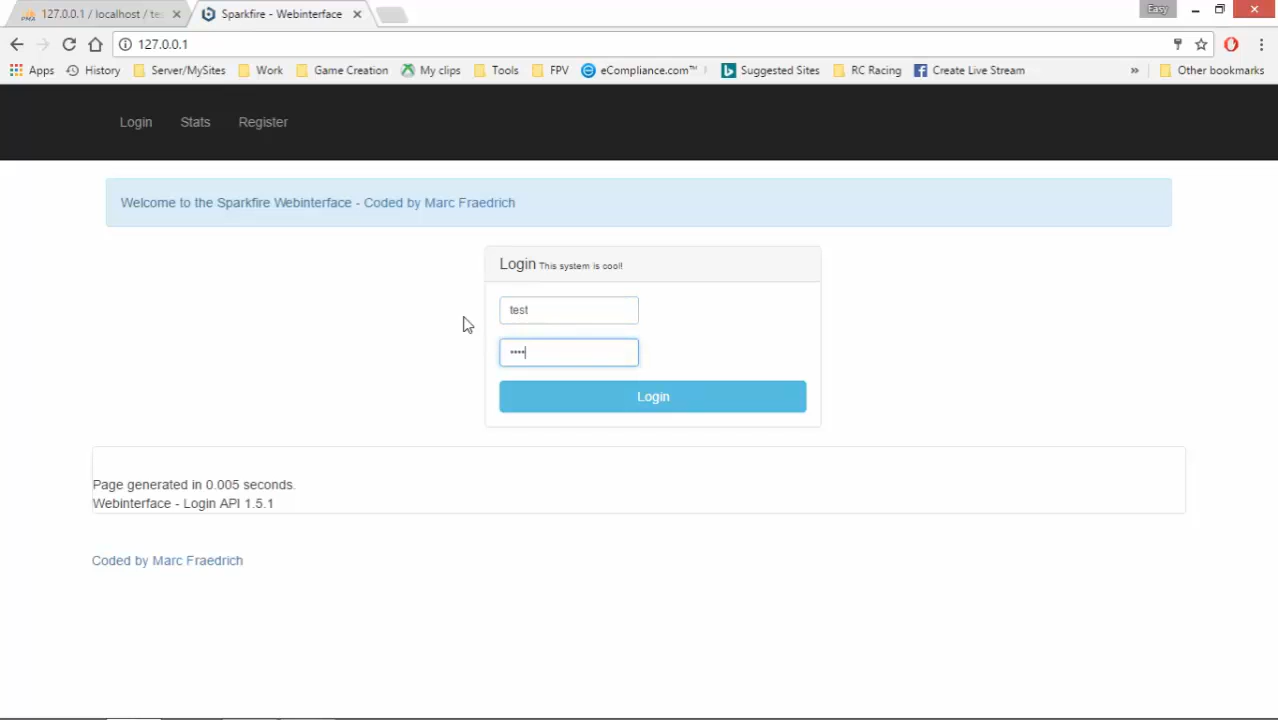 127.0.0.1 / localhost / te
Sparkfire - Webinterface
Easy
127.0.0.1
Apps History Server/MySites Work Game Creation My clips Tools FPV eCompliance.com™ Suggested Sites RC Racing Create Live Stream » Other bookmarks
Login Stats Register
Welcome to the Sparkfire Webinterface - Coded by Marc Fraedrich
Login This system is cool!
test
••••
Login
Page generated in 0.005 seconds.
Webinterface - Login API 1.5.1
Coded by Marc Fraedrich